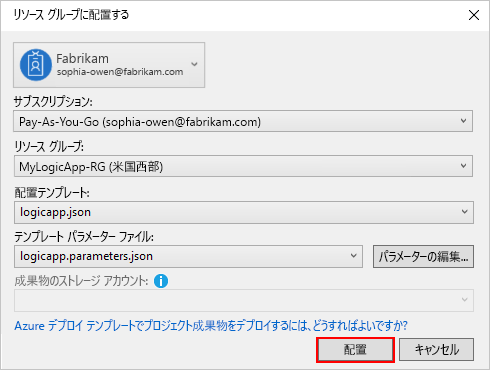 リソース グループに配置する
Fabrikam
sophia-owen@fabrikam.com
サブスクリプション:
Pay-As-You-Go (sophia-owen@fabrikam.com)
リソース グループ:
MyLogicApp-RG (米国西部)
配置テンプレート:
logicapp.json
テンプレート パラメーター ファイル:
logicapp.parameters.json
パラメーターの編集...
成果物のストレージ アカウント:
Azure デプロイ テンプレートでプロジェクト成果物をデプロイするには、どうすればよいですか?
配置
キャンセル